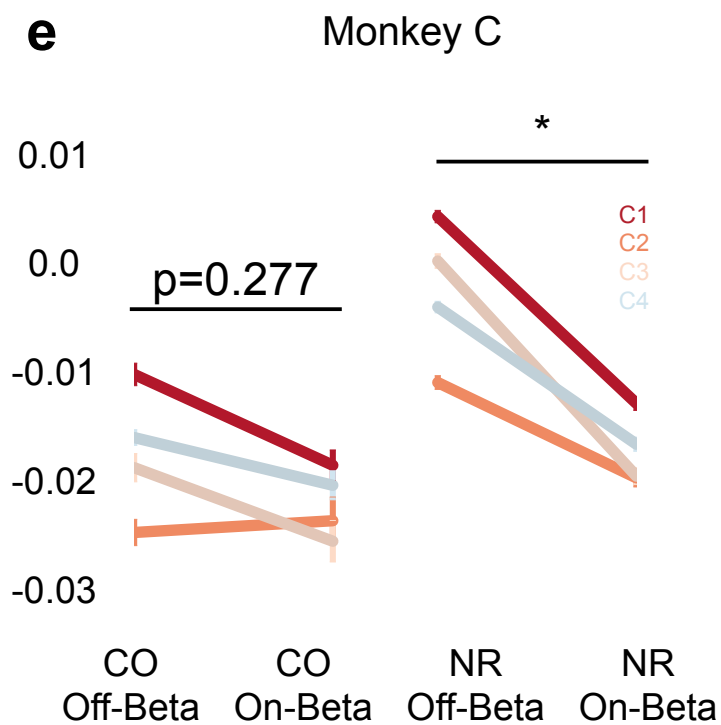 e
Monkey C
0.01
*
C1
C2
0.0
C3
p=0.277
C4
-0.01
-0.02
-0.03
CO
Off-Beta
CO
On-Beta
NR
Off-Beta
NR
On-Beta